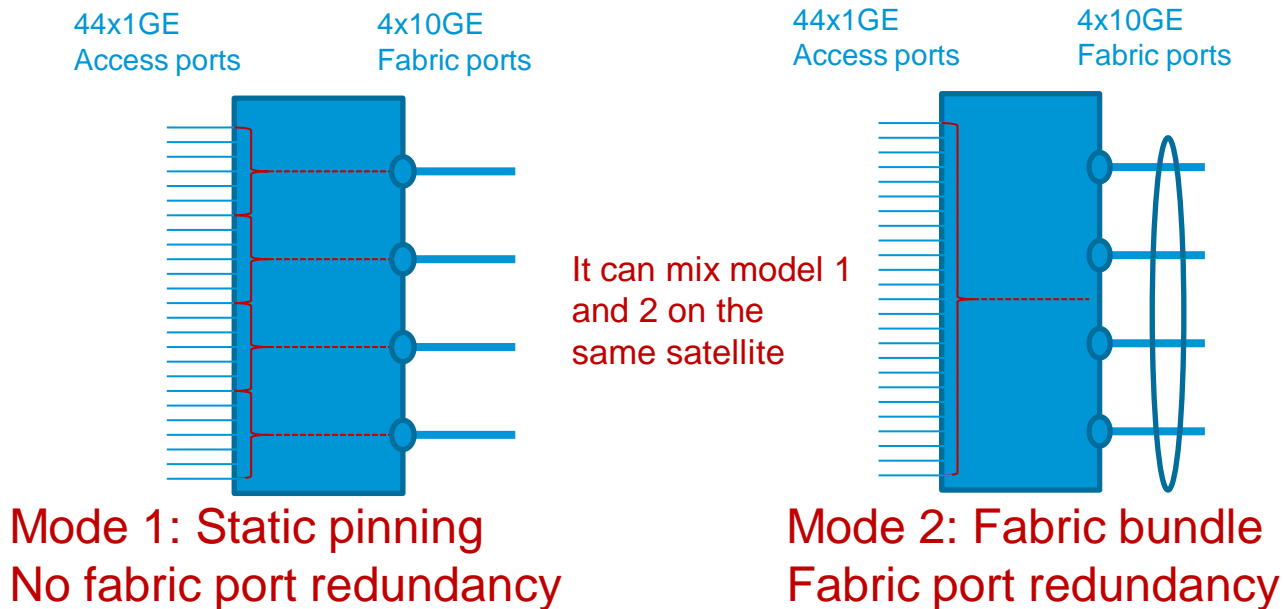 44x1GE
Access ports
4x10GE
Fabric ports
44x1GE
Access ports
4x10GE
Fabric ports
It can mix model 1
and 2 on the
same satellite
Mode 1: Static pinning
No fabric port redundancy
Mode 2: Fabric bundle
Fabric port redundancy